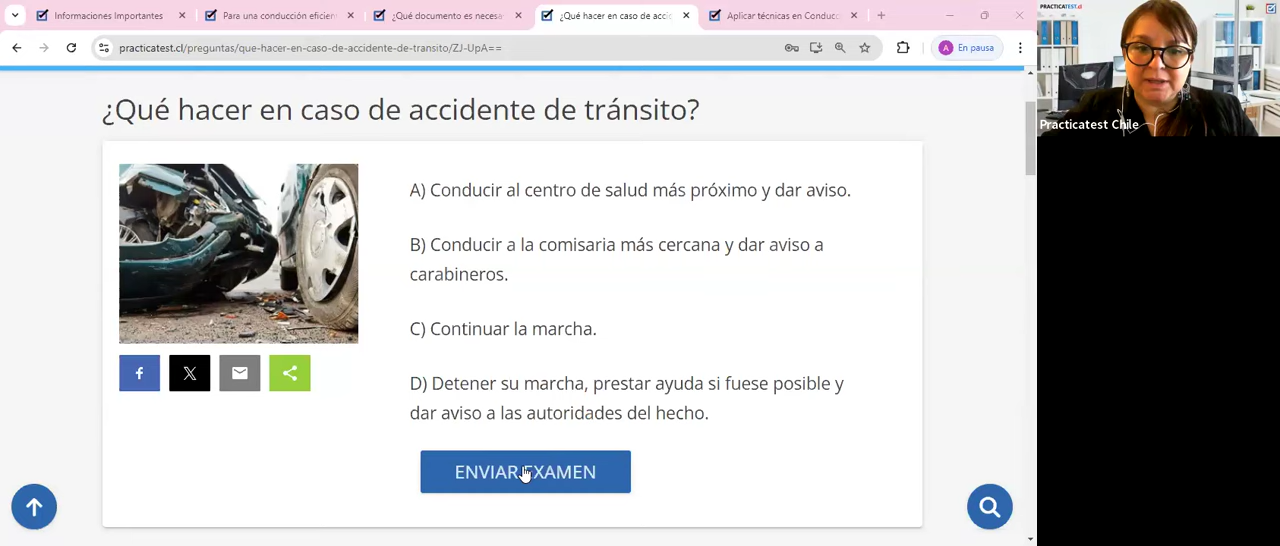 Informaciones Importantes
Para una conducción eficien
¿Qué documento es necesa
¿Qué hacer en caso de accid
Aplicar técnicas en Conducc
practicatest.cl/preguntas/que-hacer-en-caso-de-accidente-de-transito/ZJ-UpA==
A
En pausa
PRACTICATEST.cl
Practicatest Chile
¿Qué hacer en caso de accidente de tránsito?
A) Conducir al centro de salud más próximo y dar aviso.
B) Conducir a la comisaria más cercana y dar aviso a
carabineros.
C) Continuar la marcha.
D) Detener su marcha, prestar ayuda si fuese posible y
dar aviso a las autoridades del hecho.
ENVIAR EXAMEN